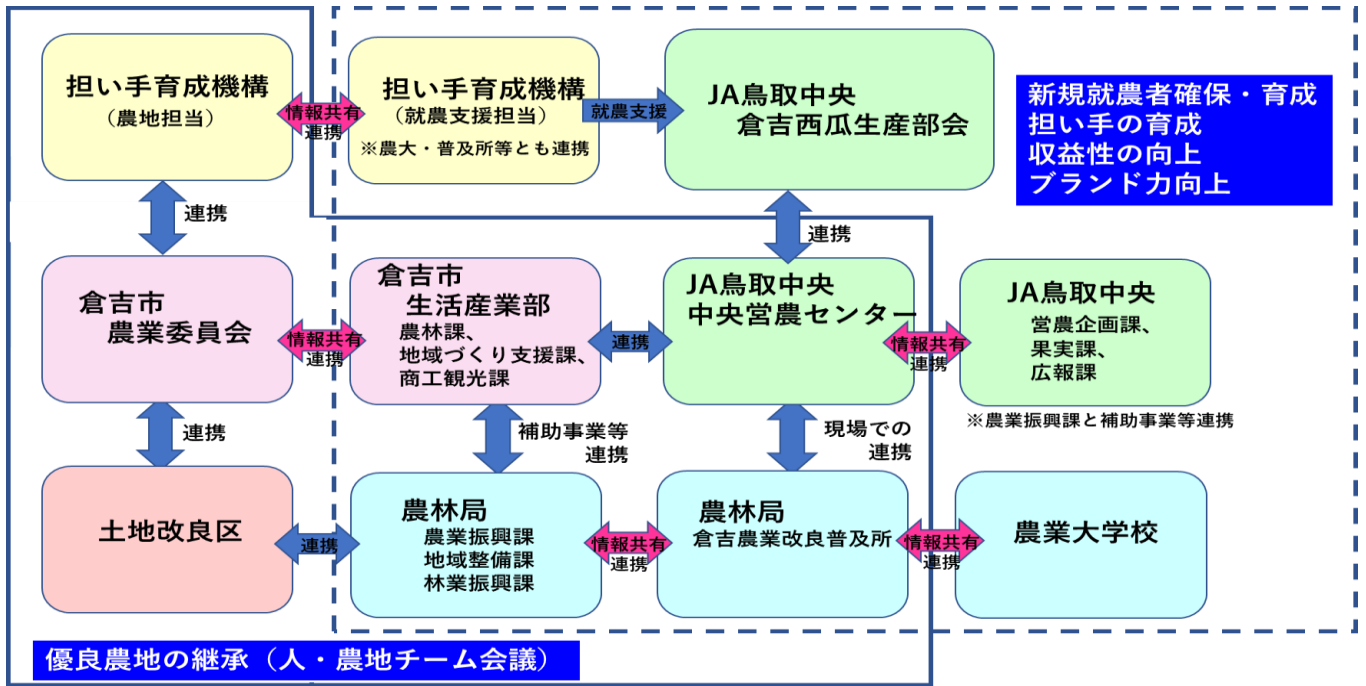 担い手育成機構
（農地担当）
情報共有
連携
担い手育成機構
（就農支援担当）
※農大・普及所等とも連携
就農支援
JA鳥取中央
倉吉西瓜生産部会
新規就農者確保・育成
担い手の育成
収益性の向上
ブランド力向上
連携
連携
倉吉市
農業委員会
情報共有
連携
倉吉市
生活産業部
農林課、
地域づくり支援課、
商工観光課
連携
JA鳥取中央
中央営農センター
情報共有
連携
JA鳥取中央
営農企画課、
果実課、
広報課
※農業振興課と補助事業等連携
連携
補助事業等
連携
現場での
連携
土地改良区
連携
農林局
農業振興課
地域整備課
林業振興課
情報共有
連携
農林局
倉吉農業改良普及所
情報共有
連携
農業大学校
優良農地の継承（人・農地チーム会議）